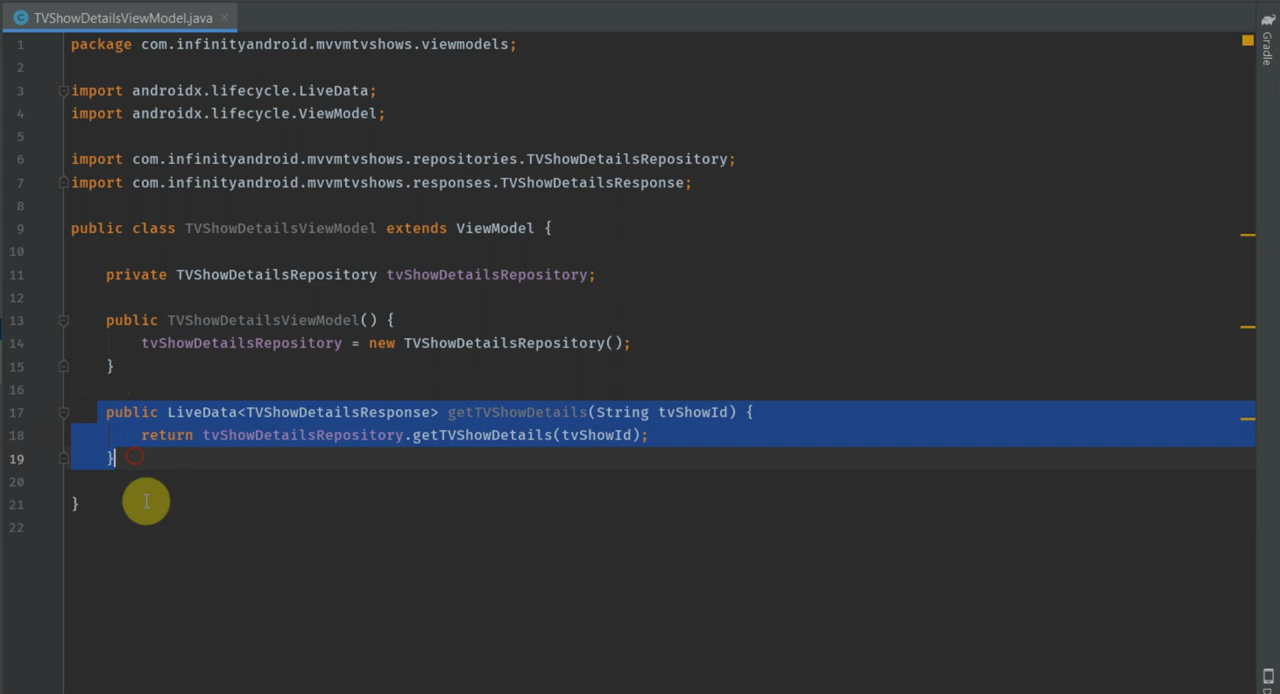 TVShowDetailsViewModel.java
Gradle
1 package com.infinityandroid.mvvmtvshows.viewmodels;
2
3 import androidx.lifecycle.LiveData;
4 import androidx.lifecycle.ViewModel;
5
6 import com.infinityandroid.mvvmtvshows.repositories.TVShowDetailsRepository;
7 import com.infinityandroid.mvvmtvshows.responses.TVShowDetailsResponse;
8
9 public class TVShowDetailsViewModel extends ViewModel {
10
11 private TVShowDetailsRepository tvShowDetailsRepository;
12
13 public TVShowDetailsViewModel() {
14 tvShowDetailsRepository = new TVShowDetailsRepository();
15 }
16
17 public LiveData<TVShowDetailsResponse> getTVShowDetails(String tvShowId) {
18 return tvShowDetailsRepository.getTVShowDetails(tvShowId);
19 }
20
21 }
22